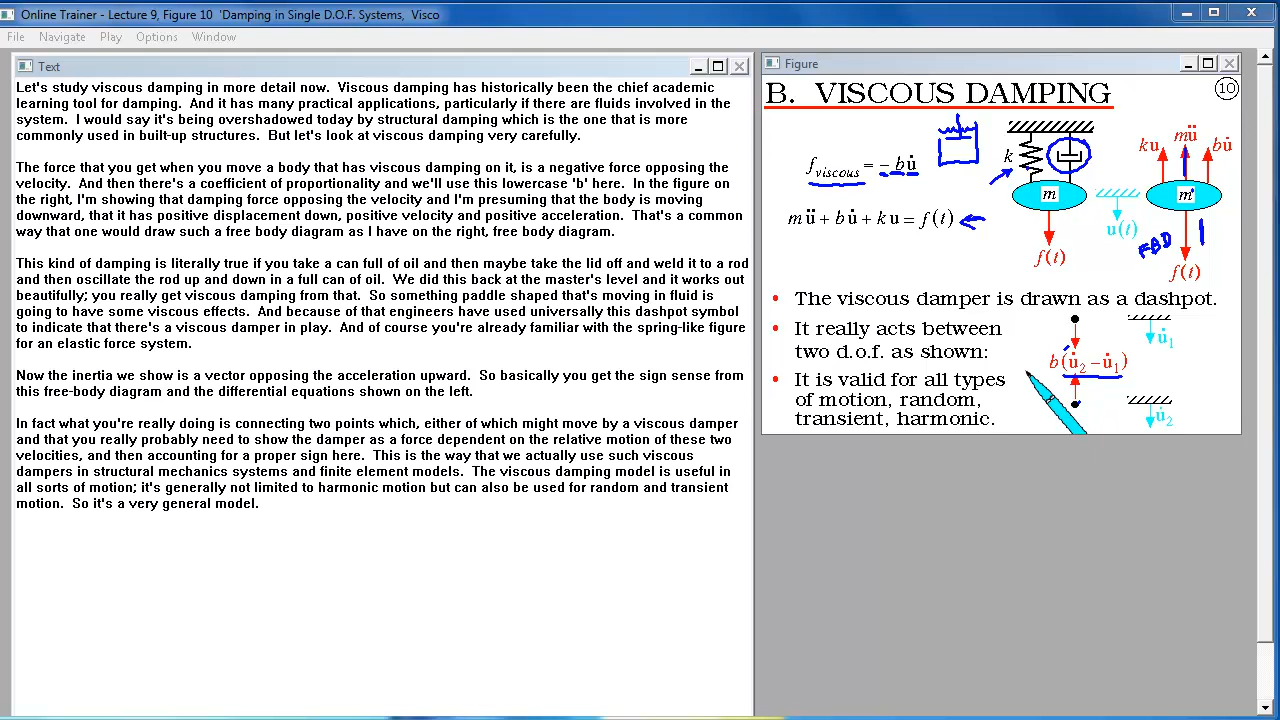 Online Trainer - Lecture 9, Figure 10 'Damping in Single D.O.F. Systems, Visco
File Navigate Play Options Window
Text
Let's study viscous damping in more detail now. Viscous damping has historically been the chief academic
learning tool for damping. And it has many practical applications, particularly if there are fluids involved in the
system. I would say it's being overshadowed today by structural damping which is the one that is more
commonly used in built-up structures. But let's look at viscous damping very carefully.
The force that you get when you move a body that has viscous damping on it, is a negative force opposing the
velocity. And then there's a coefficient of proportionality and we'll use this lowercase 'b' here. In the figure on
the right, I'm showing that damping force opposing the velocity and I'm presuming that the body is moving
downward, that it has positive displacement down, positive velocity and positive acceleration. That's a common
way that one would draw such a free body diagram as I have on the right, free body diagram.
This kind of damping is literally true if you take a can full of oil and then maybe take the lid off and weld it to a rod
and then oscillate the rod up and down in a full can of oil. We did this back at the master's level and it works out
beautifully; you really get viscous damping from that. So something paddle shaped that's moving in fluid is
going to have some viscous effects. And because of that engineers have used universally this dashpot symbol
to indicate that there's a viscous damper in play. And of course you're already familiar with the spring-like figure
for an elastic force system.
Now the inertia we show is a vector opposing the acceleration upward. So basically you get the sign sense from
this free-body diagram and the differential equations shown on the left.
In fact what you're really doing is connecting two points which, either of which might move by a viscous damper
and that you really probably need to show the damper as a force dependent on the relative motion of these two
velocities, and then accounting for a proper sign here. This is the way that we actually use such viscous
dampers in structural mechanics systems and finite element models. The viscous damping model is useful in
all sorts of motion; it's generally not limited to harmonic motion but can also be used for random and transient
motion. So it's a very general model.
Figure
B. VISCOUS DAMPING
10
f viscous = − b u̇
m ü + b u̇ + k u = f(t)
k
m
f(t)
u(t)
ku
mü
bu̇
m
FBD
f(t)
• The viscous damper is drawn as a dashpot.
• It really acts between
two d.o.f. as shown:
• It is valid for all types
of motion, random,
transient, harmonic.
u̇1
b(u̇2 − u̇1)
u̇2